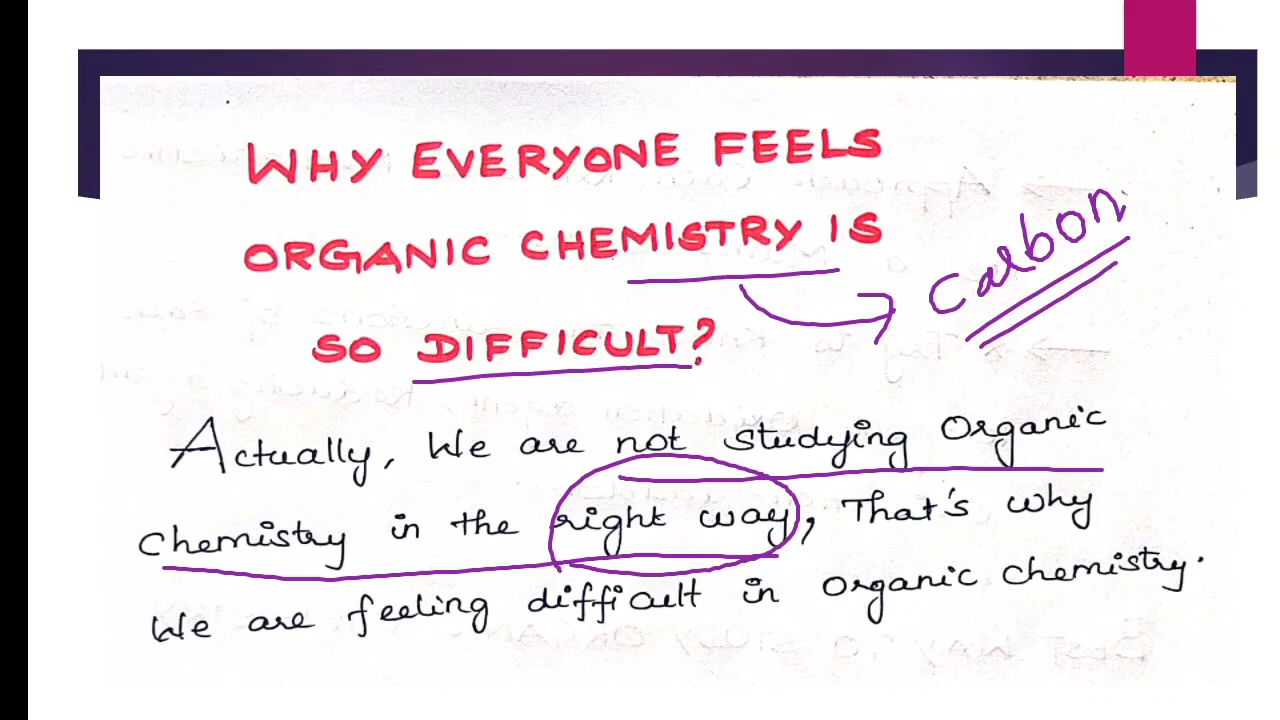 WHY EVERYONE FEELS
ORGANIC CHEMISTRY IS
SO DIFFICULT?
Carbon
Actually, We are not studying Organic
Chemistry in the right way, That's why
We are feeling difficult in organic chemistry.